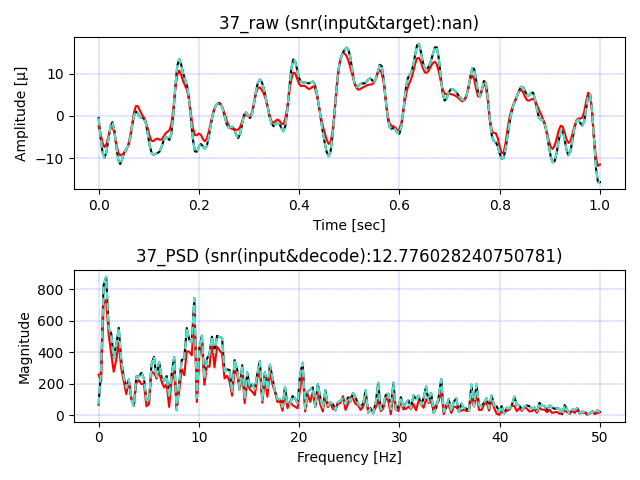 37_raw (snr(input&target):nan)
Amplitude [µ]
10
0
−10
0.0 0.2 0.4 0.6 0.8 1.0
Time [sec]
37_PSD (snr(input&decode):12.776028240750781)
Magnitude
800
600
400
200
0
0 10 20 30 40 50
Frequency [Hz]